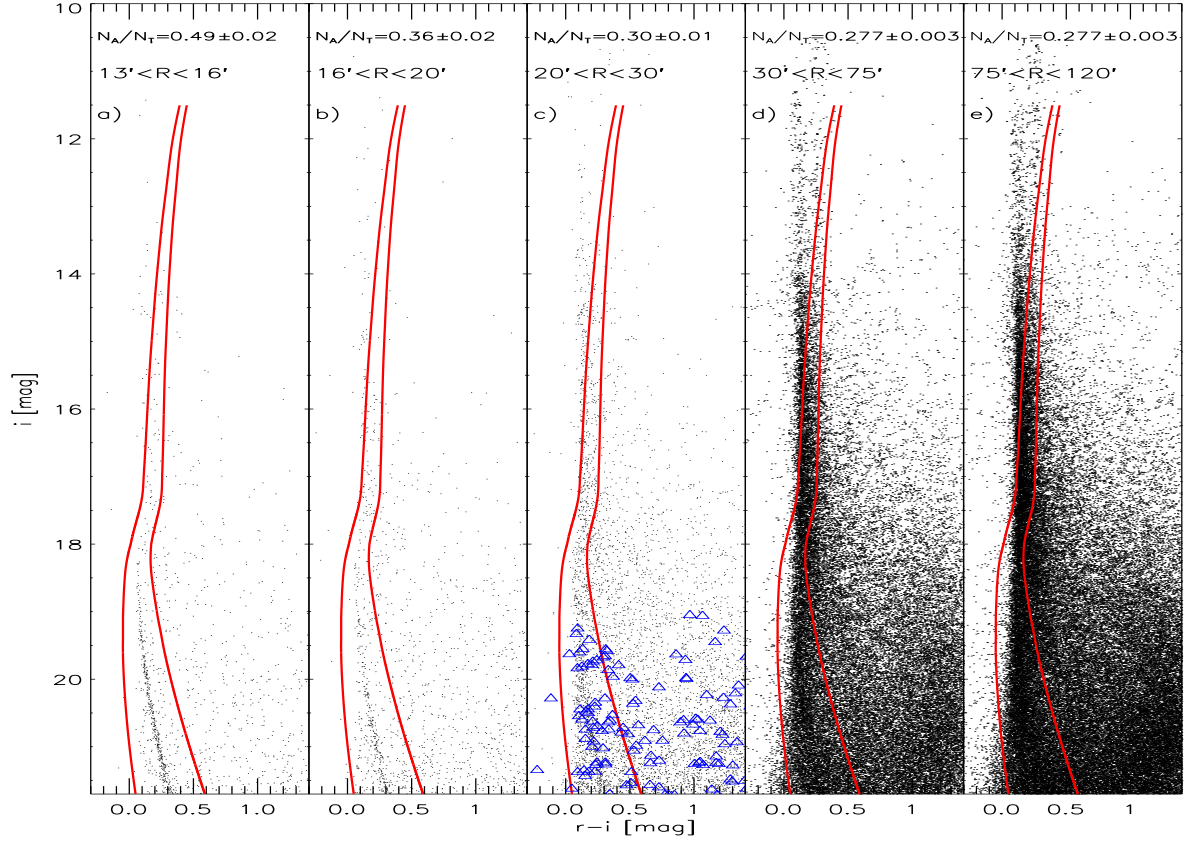 N_A/N_T=0.49±0.02
13'<R<16'
a)
N_A/N_T=0.36±0.02
16'<R<20'
b)
N_A/N_T=0.30±0.01
20'<R<30'
c)
N_A/N_T=0.277±0.003
30'<R<75'
d)
N_A/N_T=0.277±0.003
75'<R<120'
e)
10
12
14
16
18
20
i [mag]
0.0 0.5 1.0
0.0 0.5 1
0.0 0.5 1
0.0 0.5 1
0.0 0.5 1
r-i [mag]